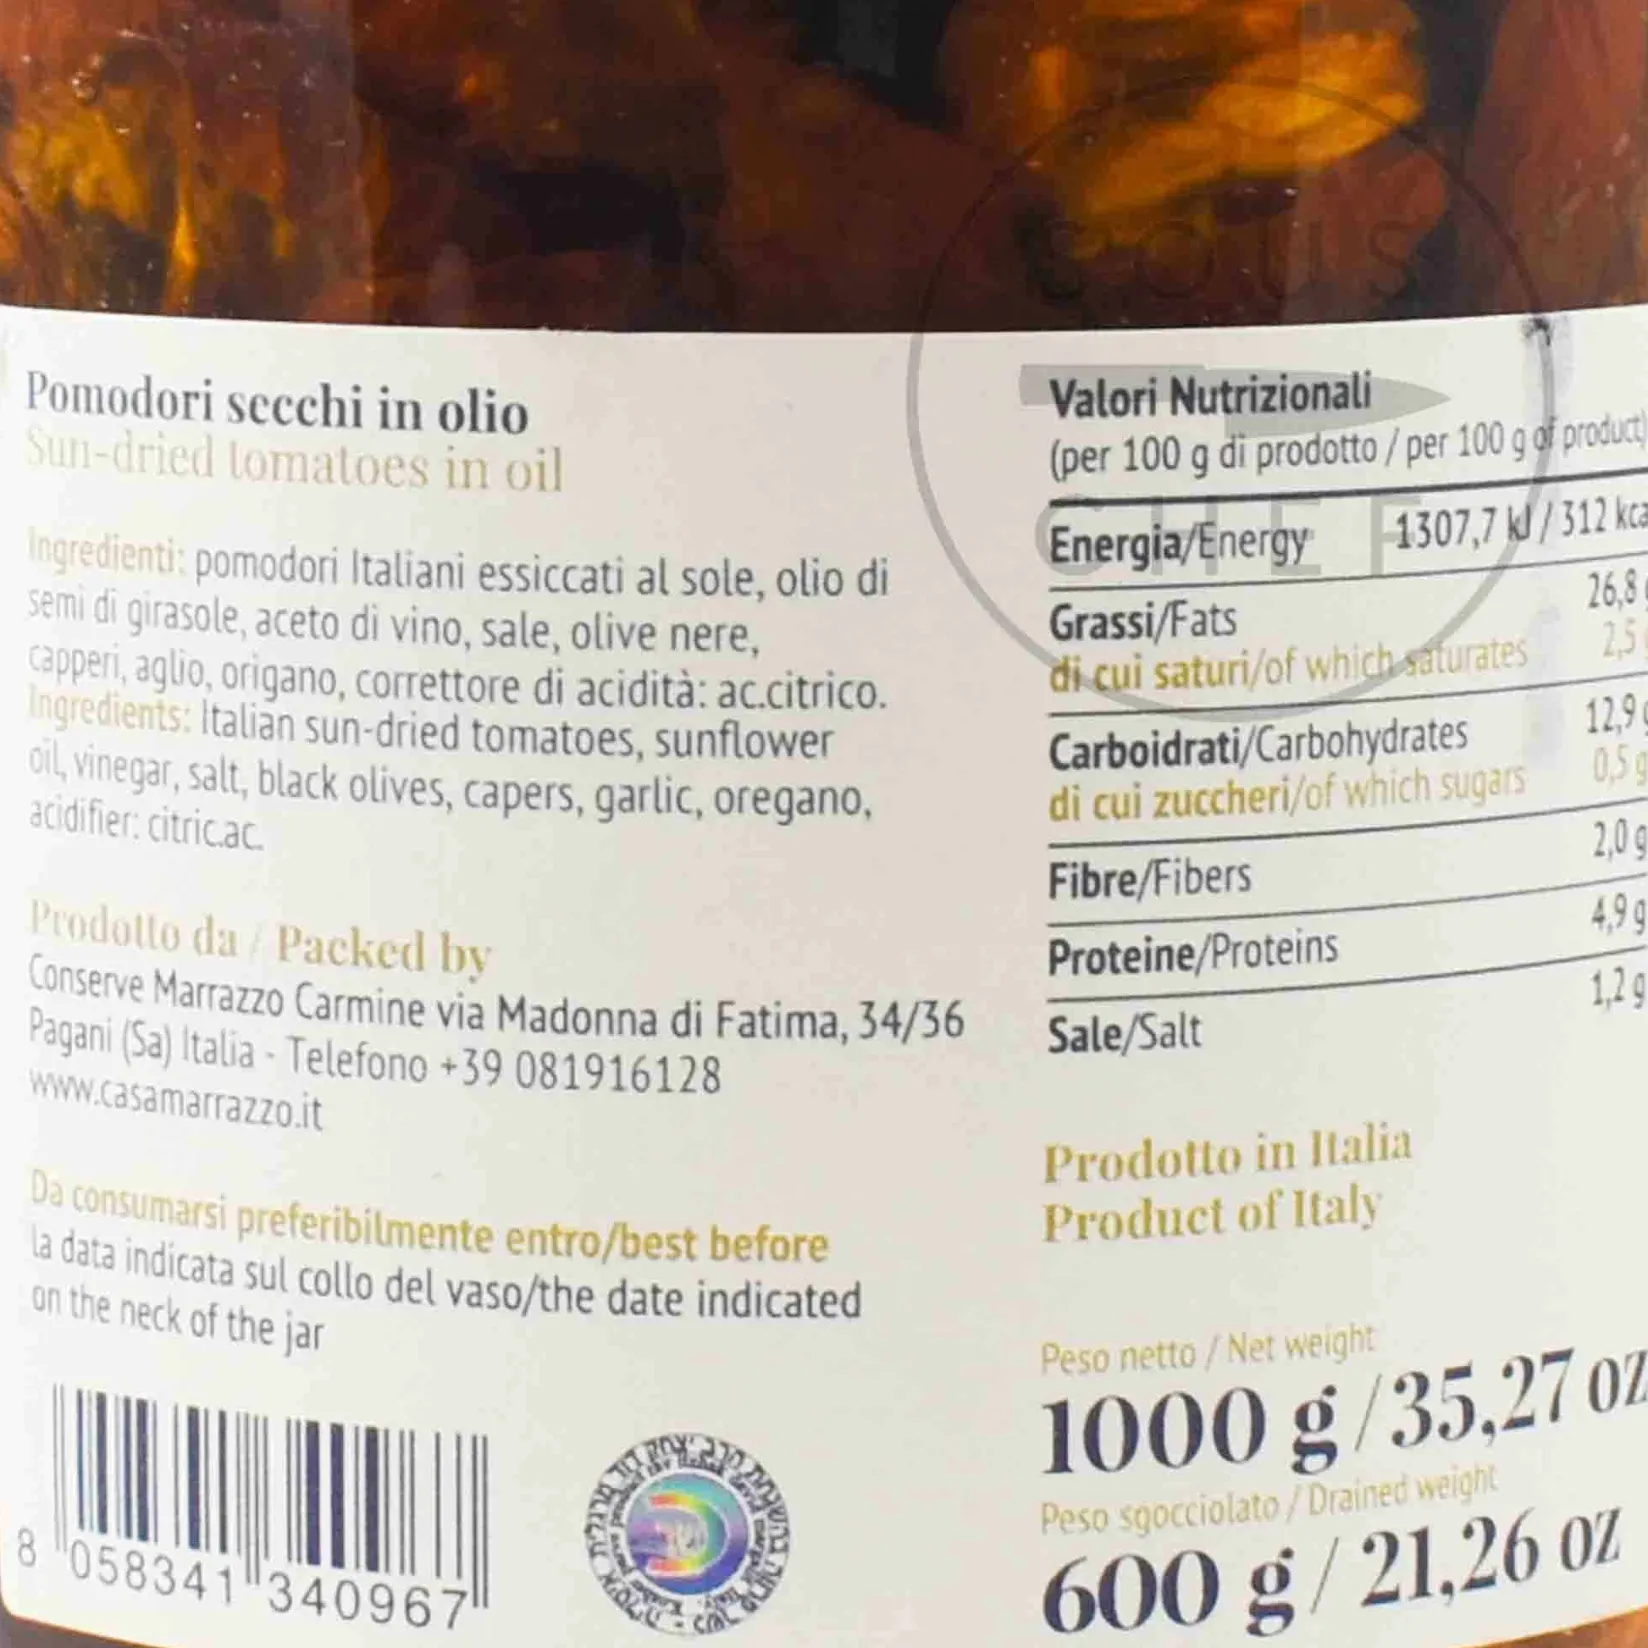 Pomodori secchi in olio
Sun-dried tomatoes in oil
Ingredienti: pomodori Italiani essiccati al sole, olio di
semi di girasole, aceto di vino, sale, olive nere,
capperi, aglio, origano, correttore di acidità: ac.citrico.
Ingredients: Italian sun-dried tomatoes, sunflower
oil, vinegar, salt, black olives, capers, garlic, oregano,
acidifier: citric.ac.
Prodotto da / Packed by
Conserve Marrazzo Carmine via Madonna di Fatima, 34/36
Pagani (Sa) Italia - Telefono +39 081916128
www.casamarrazzo.it
Da consumarsi preferibilmente entro/best before
la data indicata sul collo del vaso/the date indicated
on the neck of the jar
8 058341 340967
SOUS
CHEF
Valori Nutrizionali
(per 100 g di prodotto / per 100 g of product)
Energia/Energy 1307,7 kJ / 312 kca
Grassi/Fats 26,8 g
di cui saturi/of which saturates 2,5 g
Carboidrati/Carbohydrates 12,9 g
di cui zuccheri/of which sugars 0,5 g
Fibre/Fibers 2,0 g
Proteine/Proteins 4,9 g
Sale/Salt 1,2 g
Prodotto in Italia
Product of Italy
Peso netto / Net weight
1000 g / 35,27 oz
Peso sgocciolato / Drained weight
600 g / 21,26 oz